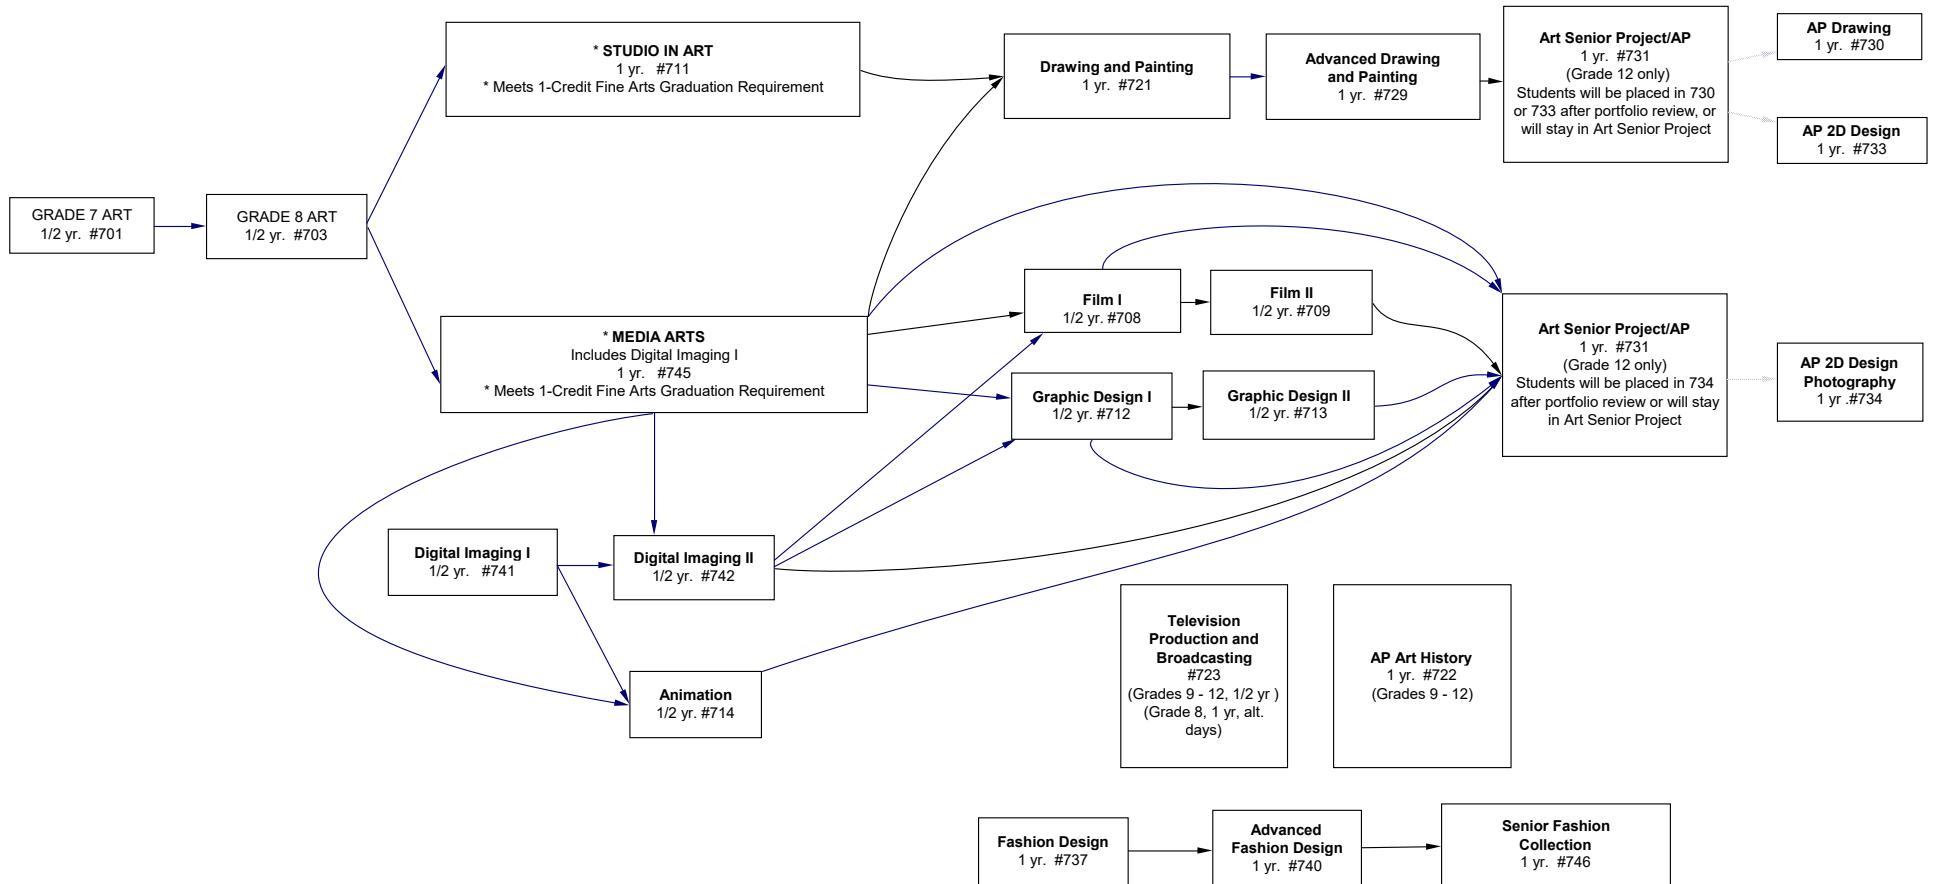 * STUDIO IN ART
1 yr.   #711
* Meets 1-Credit Fine Arts Graduation Requirement
Drawing and Painting
1 yr.  #721
Advanced Drawing
and Painting
1 yr.  #729
Art Senior Project/AP
1 yr.  #731
(Grade 12 only)
Students will be placed in 730
or 733 after portfolio review, or
will stay in Art Senior Project
AP Drawing
1 yr.  #730
AP 2D Design
1 yr.  #733
GRADE 7 ART
1/2 yr.  #701
GRADE 8 ART
1/2 yr.  #703
* MEDIA ARTS
Includes Digital Imaging I
1 yr.  #745
* Meets 1-Credit Fine Arts Graduation Requirement
Film I
1/2 yr. #708
Film II
1/2 yr. #709
Graphic Design I
1/2 yr. #712
Graphic Design II
1/2 yr. #713
Art Senior Project/AP
1 yr.  #731
(Grade 12 only)
Students will be placed in 734
after portfolio review or will stay
in Art Senior Project
AP 2D Design
Photography
1 yr .#734
Digital Imaging I
1/2 yr.   #741
Digital Imaging II
1/2 yr.  #742
Animation
1/2 yr. #714
Television
Production and
Broadcasting
#723
(Grades 9 - 12, 1/2 yr )
(Grade 8, 1 yr, alt.
days)
AP Art History
1 yr.  #722
(Grades 9 - 12)
Fashion Design
1 yr.  #737
Advanced
Fashion Design
1 yr.  #740
Senior Fashion
Collection
1 yr.  #746